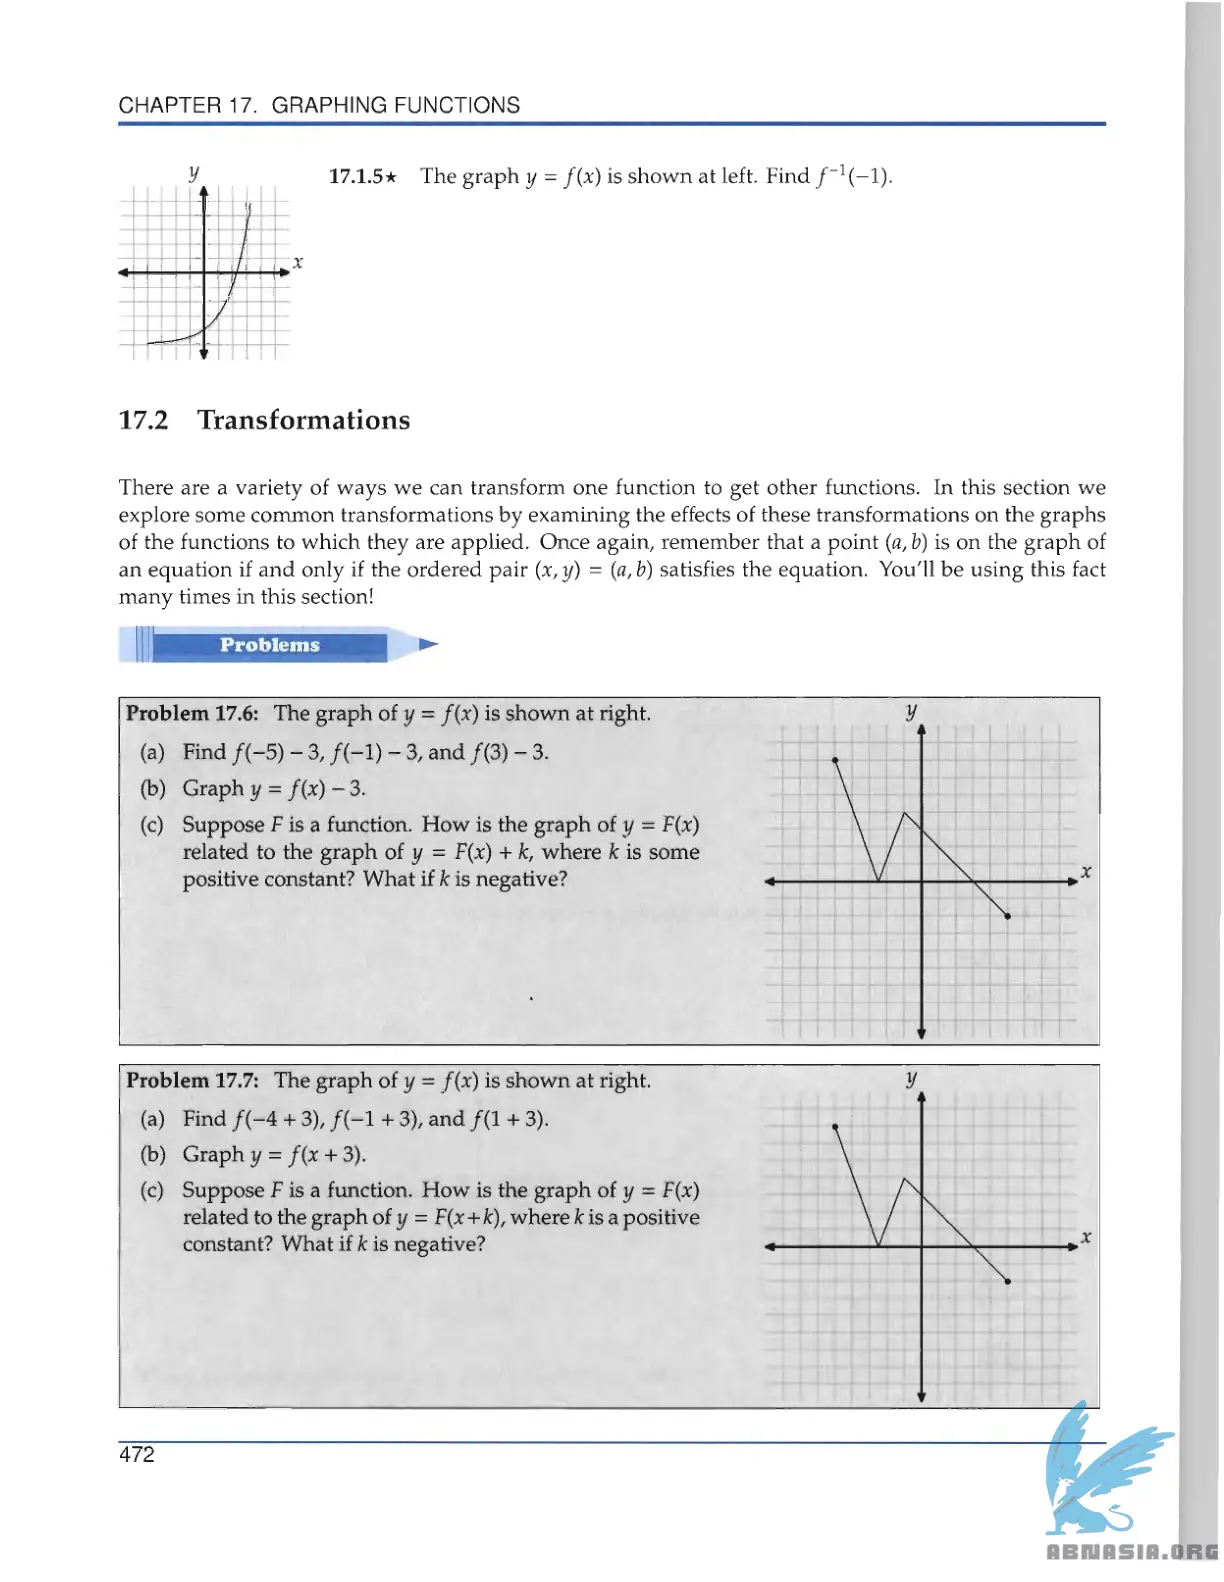 CHAPTER 17. GRAPHING FUNCTIONS
y
x
17.1.5★ The graph y = f(x) is shown at left. Find f⁻¹(−1).
17.2 Transformations
There are a variety of ways we can transform one function to get other functions. In this section we
explore some common transformations by examining the effects of these transformations on the graphs
of the functions to which they are applied. Once again, remember that a point (a, b) is on the graph of
an equation if and only if the ordered pair (x, y) = (a, b) satisfies the equation. You'll be using this fact
many times in this section!
Problems
Problem 17.6: The graph of y = f(x) is shown at right.
(a) Find f(−5) − 3, f(−1) − 3, and f(3) − 3.
(b) Graph y = f(x) − 3.
(c) Suppose F is a function. How is the graph of y = F(x)
related to the graph of y = F(x) + k, where k is some
positive constant? What if k is negative?
y
x
Problem 17.7: The graph of y = f(x) is shown at right.
(a) Find f(−4 + 3), f(−1 + 3), and f(1 + 3).
(b) Graph y = f(x + 3).
(c) Suppose F is a function. How is the graph of y = F(x)
related to the graph of y = F(x+k), where k is a positive
constant? What if k is negative?
y
x
472
ABNASIA.ORG